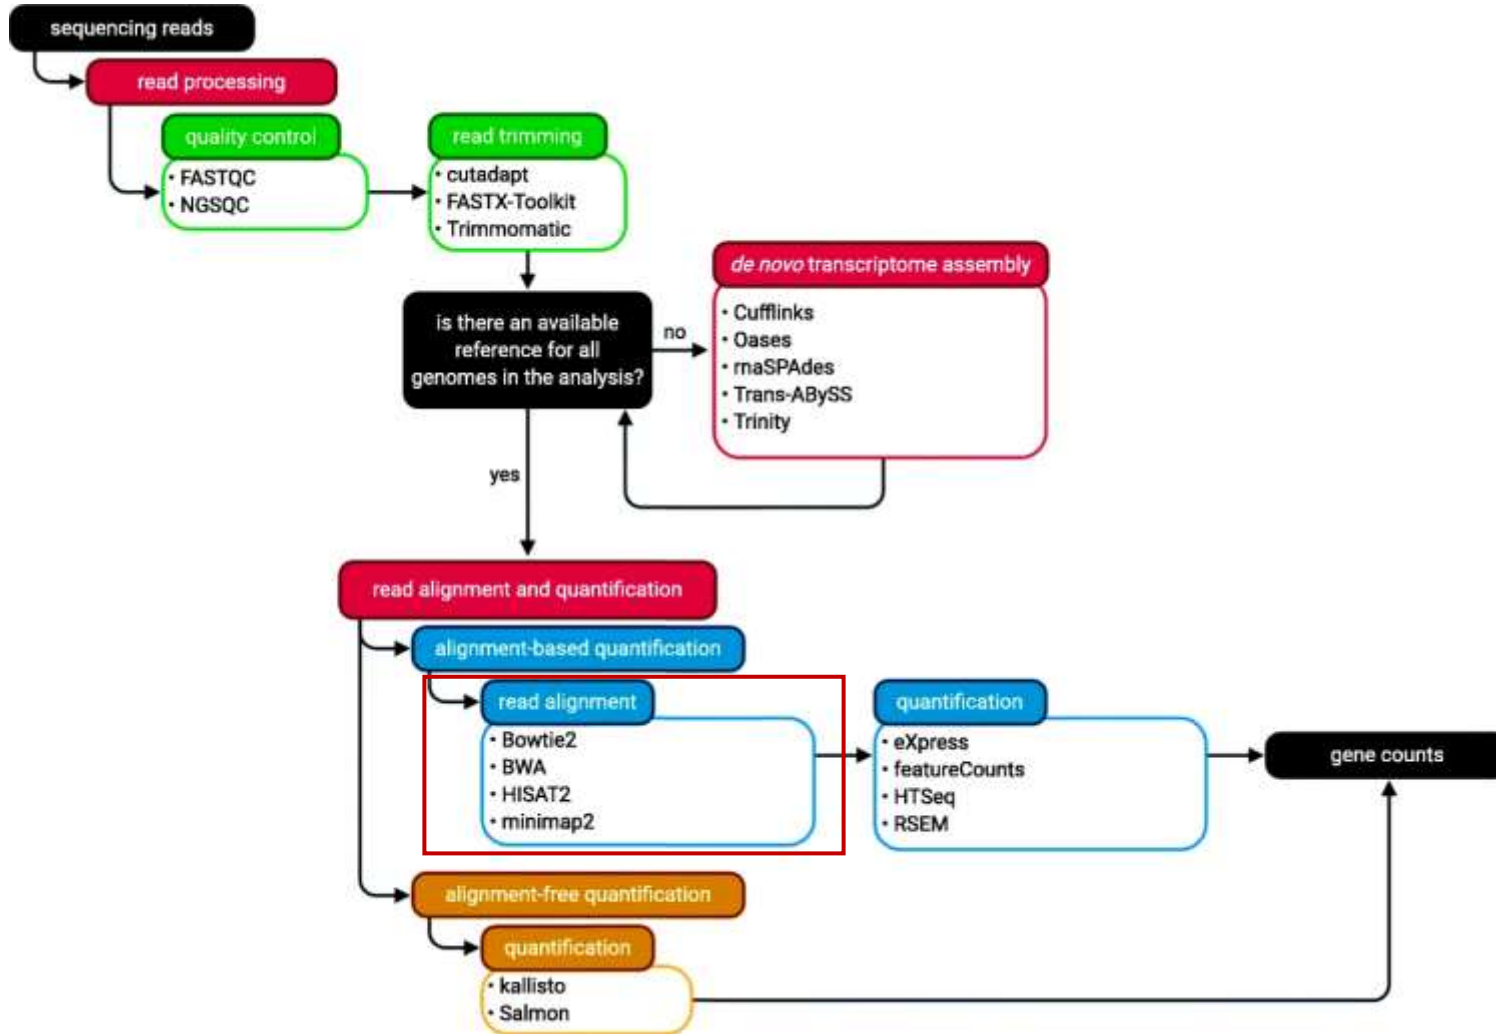 sequencing reads
read processing
quality control
• FASTQC
• NGSQC
read trimming
• cutadapt
• FASTX-Toolkit
• Trimmomatic
is there an available
reference for all
genomes in the analysis?
no
de novo transcriptome assembly
• Cufflinks
• Oases
• rnaSPAdes
• Trans-ABySS
• Trinity
yes
read alignment and quantification
alignment-based quantification
read alignment
• Bowtie2
• BWA
• HISAT2
• minimap2
quantification
• eXpress
• featureCounts
• HTSeq
• RSEM
gene counts
alignment-free quantification
quantification
• kallisto
• Salmon